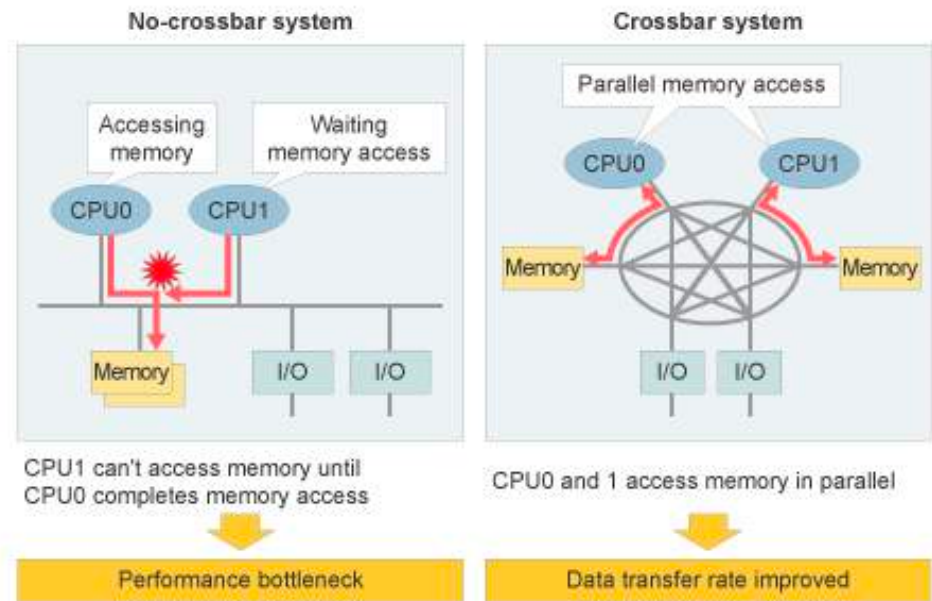 No-crossbar system
Accessing
memory
Waiting
memory access
CPU0
CPU1
Memory
I/O
I/O
CPU1 can't access memory until
CPU0 completes memory access
Performance bottleneck
Crossbar system
Parallel memory access
CPU0
CPU1
Memory
Memory
I/O
I/O
CPU0 and 1 access memory in parallel
Data transfer rate improved